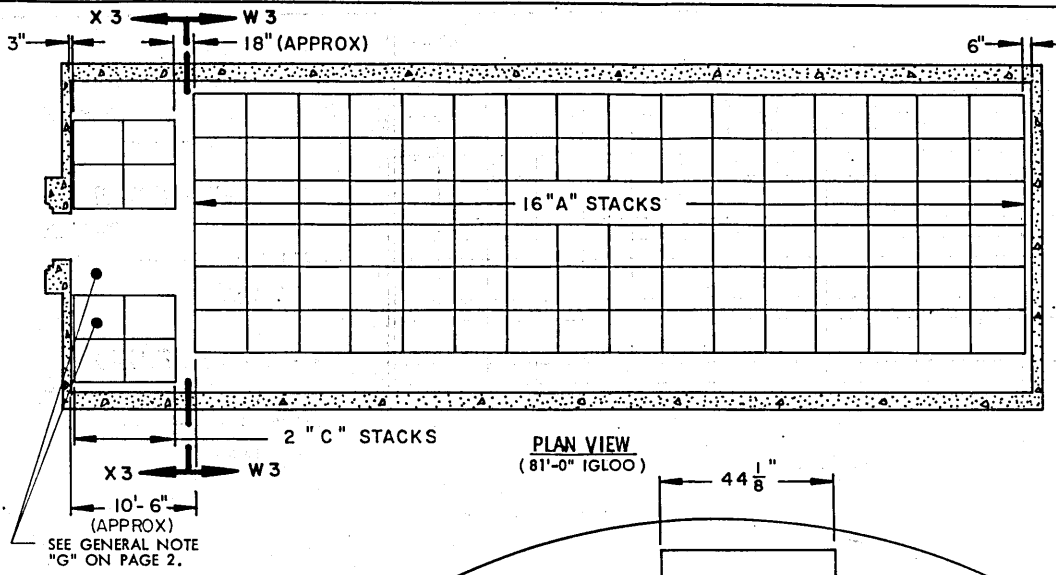 X 3 W 3
3" 18" (APPROX) 6"
16 "A" STACKS
2 "C" STACKS
PLAN VIEW
(81'-0" IGLOO)
X 3 W 3
44 1/8"
10'-6"
(APPROX)
SEE GENERAL NOTE
"G" ON PAGE 2.